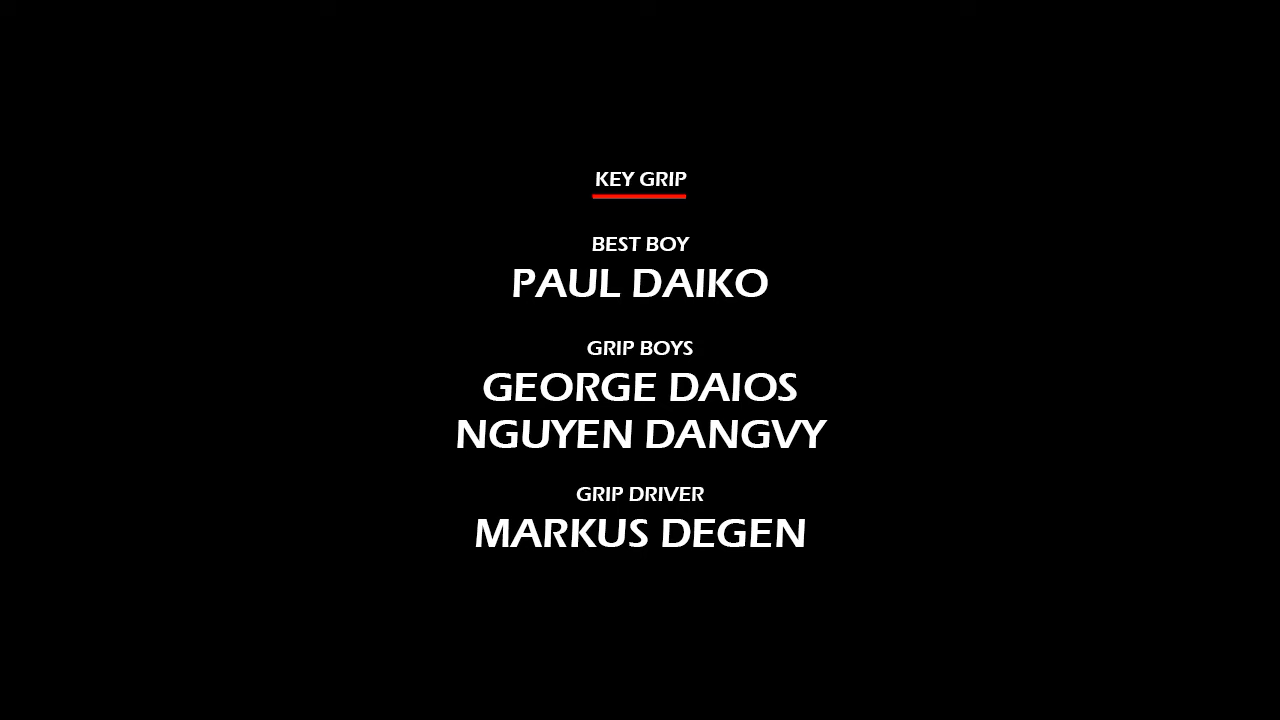 KEY GRIP
BEST BOY
PAUL DAIKO
GRIP BOYS
GEORGE DAIOS
NGUYEN DANGVY
GRIP DRIVER
MARKUS DEGEN